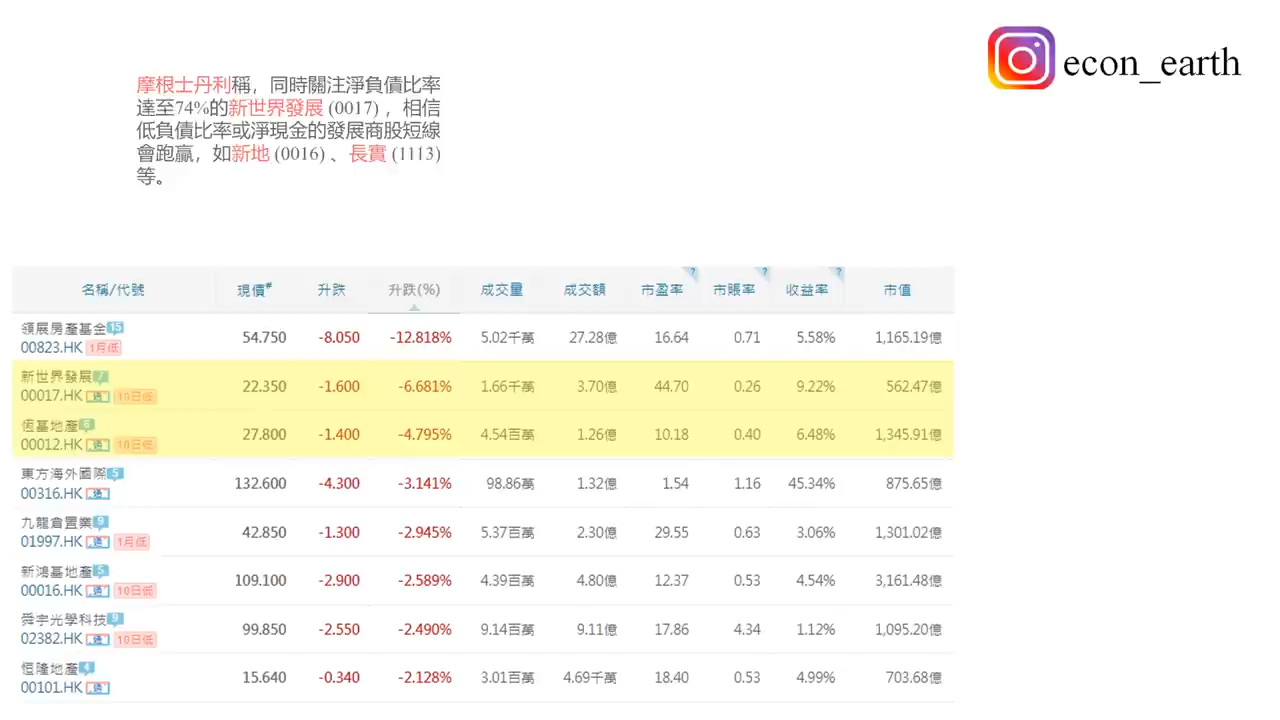 econ_earth
摩根士丹利稱，同時關注淨負債比率
達至74%的新世界發展 (0017) ，相信
低負債比率或淨現金的發展商股短線
會跑贏，如新地 (0016) 、長實 (1113)
等。
名稱/代號 現價# 升跌 升跌(%) 成交量 成交額 市盈率 ? 市賬率 ? 收益率 ? 市值
領展房產基金 15
00823.HK 1月低 54.750 -8.050 -12.818% 5.02千萬 27.28億 16.64 0.71 5.58% 1,165.19億
新世界發展 7
00017.HK 通 10日低 22.350 -1.600 -6.681% 1.66千萬 3.70億 44.70 0.26 9.22% 562.47億
恆基地產 6
00012.HK 通 10日低 27.800 -1.400 -4.795% 4.54百萬 1.26億 10.18 0.40 6.48% 1,345.91億
東方海外國際 5
00316.HK 通 132.600 -4.300 -3.141% 98.86萬 1.32億 1.54 1.16 45.34% 875.65億
九龍倉置業 9
01997.HK 通 1月低 42.850 -1.300 -2.945% 5.37百萬 2.30億 29.55 0.63 3.06% 1,301.02億
新鴻基地產 5
00016.HK 通 10日低 109.100 -2.900 -2.589% 4.39百萬 4.80億 12.37 0.53 4.54% 3,161.48億
舜宇光學科技 9
02382.HK 通 10日低 99.850 -2.550 -2.490% 9.14百萬 9.11億 17.86 4.34 1.12% 1,095.20億
恒隆地產 4
00101.HK 通 15.640 -0.340 -2.128% 3.01百萬 4.69千萬 18.40 0.53 4.99% 703.68億